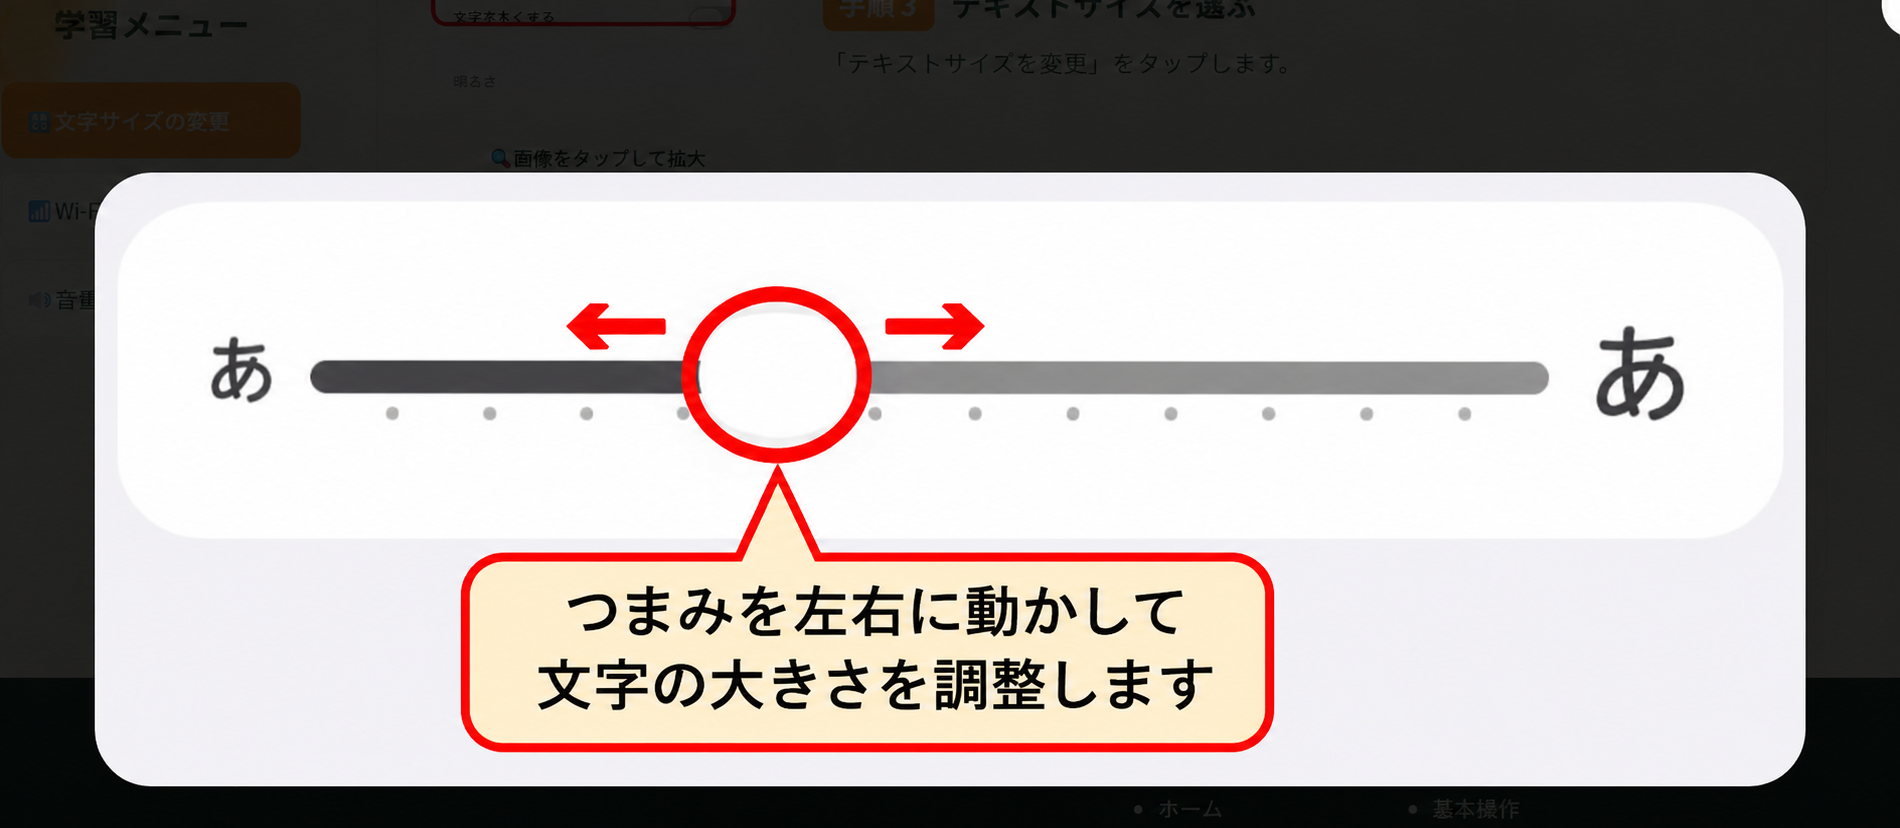 学習メニュー
文字サイズの変更
Wi-F
音量
文字を太くする
明るさ
🔍画像をタップして拡大
手順3 テキストサイズを選ぶ
「テキストサイズを変更」をタップします。
あ
あ
つまみを左右に動かして
文字の大きさを調整します
ホーム
基本操作